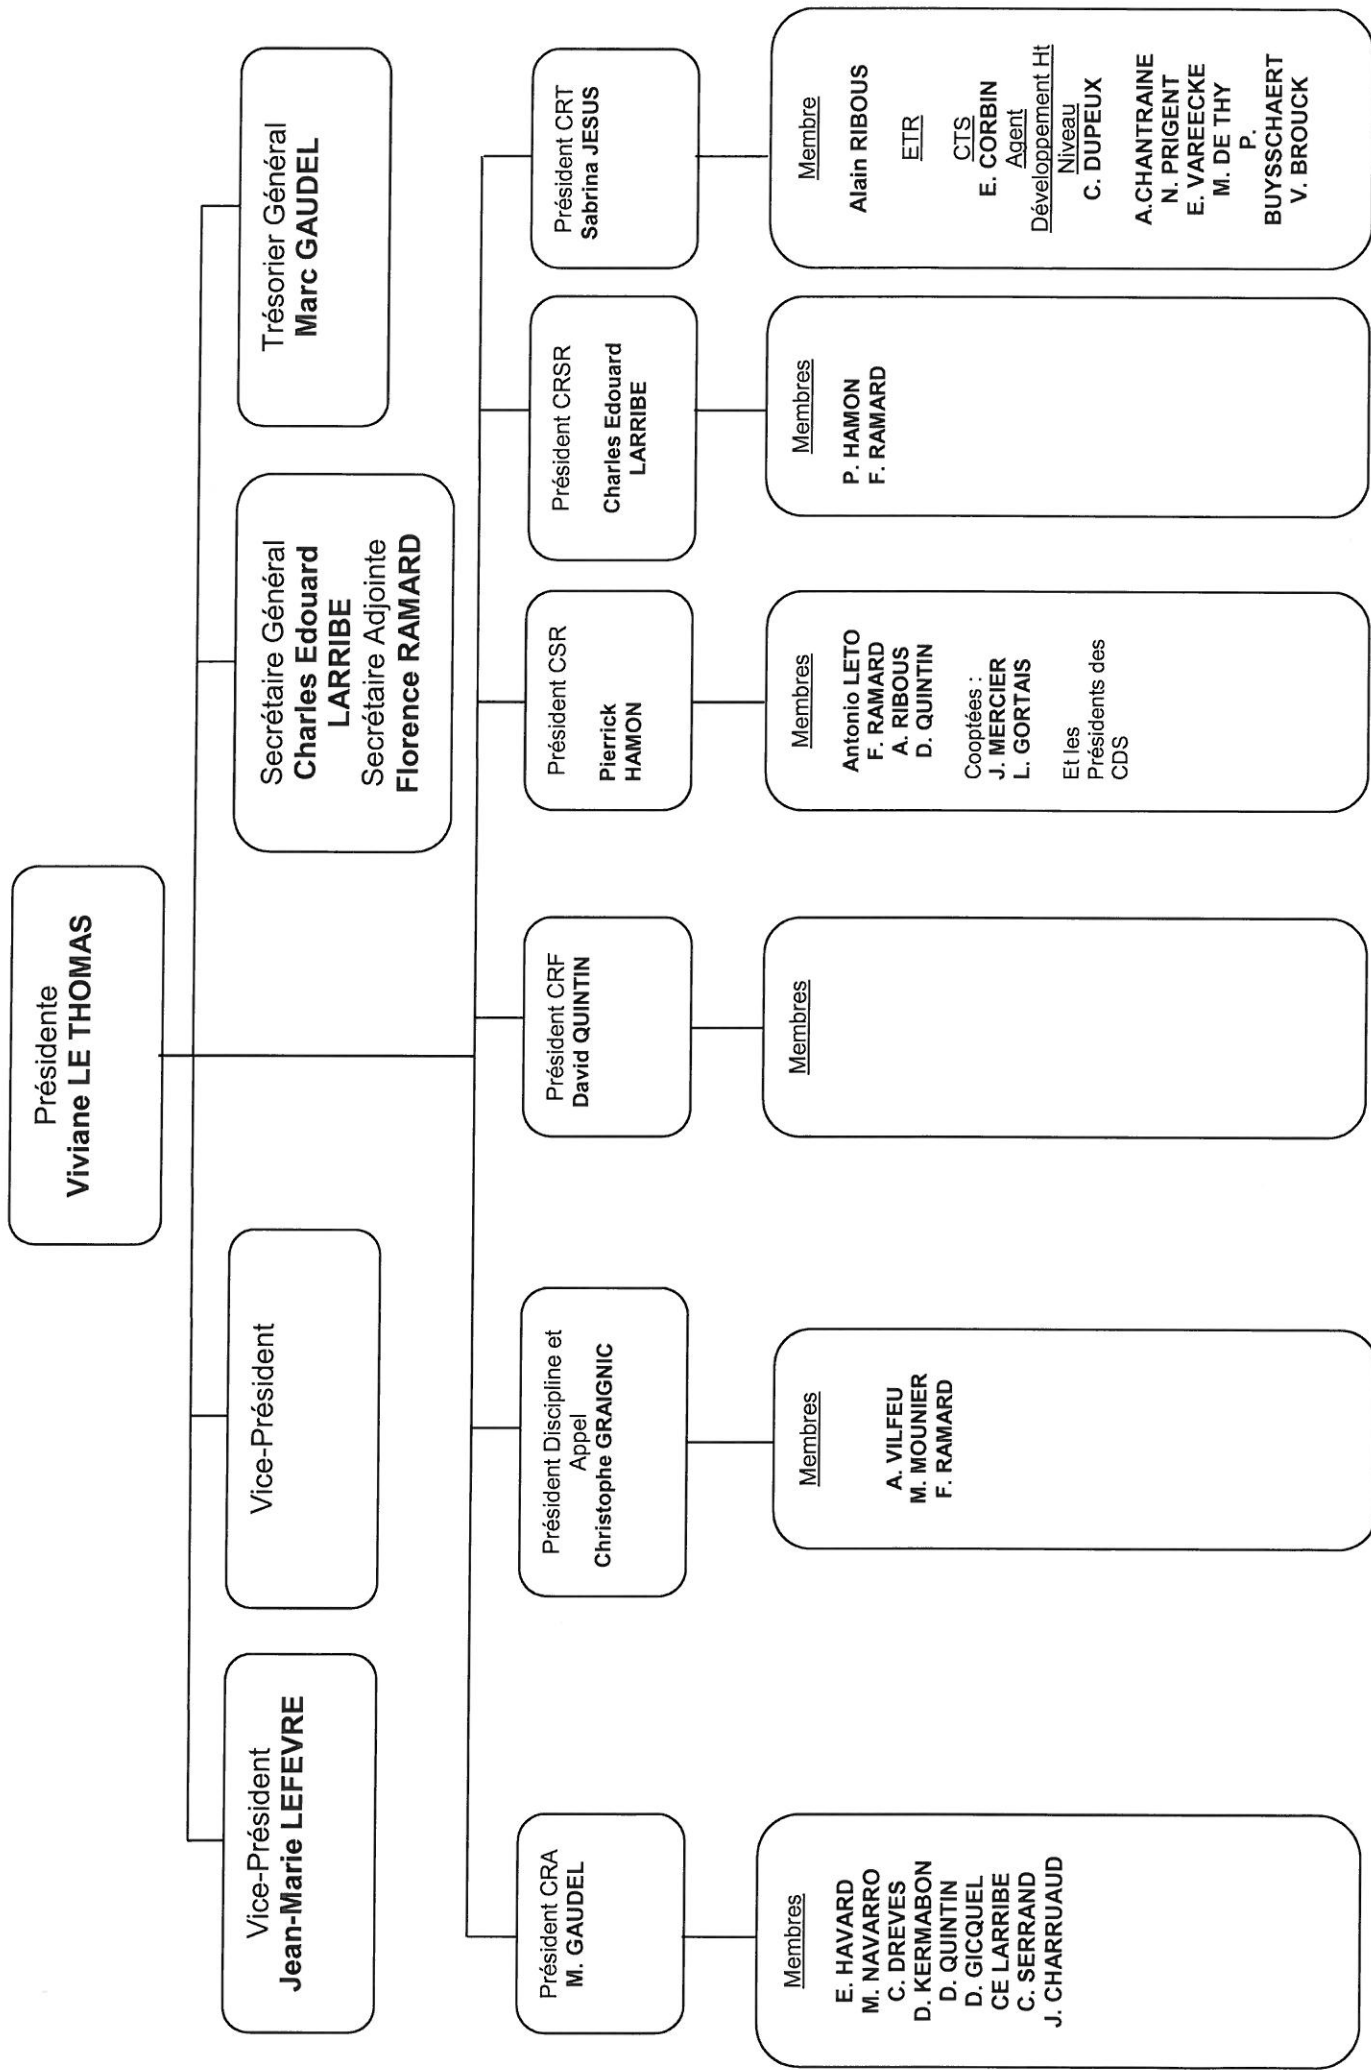 Présidente
Viviane LE THOMAS
Vice-Président
Jean-Marie LEFEVRE
Vice-Président
Secrétaire Général
Charles Edouard
LARRIBE
Secrétaire Adjointe
Florence RAMARD
Trésorier Général
Marc GAUDEL
Président CRA
M. GAUDEL
Président Discipline et
Appel
Christophe GRAIGNIC
Président CRF
David QUINTIN
Président CSR
Pierrick
HAMON
Président CRSR
Charles Edouard
LARRIBE
Président CRT
Sabrina JESUS
Membres
E. HAVARD
M. NAVARRO
C. DREVES
D. KERMABON
D. QUINTIN
D. GICQUEL
CE LARRIBE
C. SERRAND
J. CHARRUAUD
Membres
A. VILFEU
M. MOUNIER
F. RAMARD
Membres
Membres
Antonio LETO
F. RAMARD
A. RIBOUS
D. QUINTIN
Cooptées :
J. MERCIER
L. GORTAIS
Et les
Présidents des
CDS
Membres
P. HAMON
F. RAMARD
Membre
Alain RIBOUS
ETR
CTS
E. CORBIN
Agent
Développement Ht
Niveau
C. DUPEUX
A.CHANTRAINE
N. PRIGENT
E. VAREECKE
M. DE THY
P.
BUYSSCHAERT
V. BROUCK